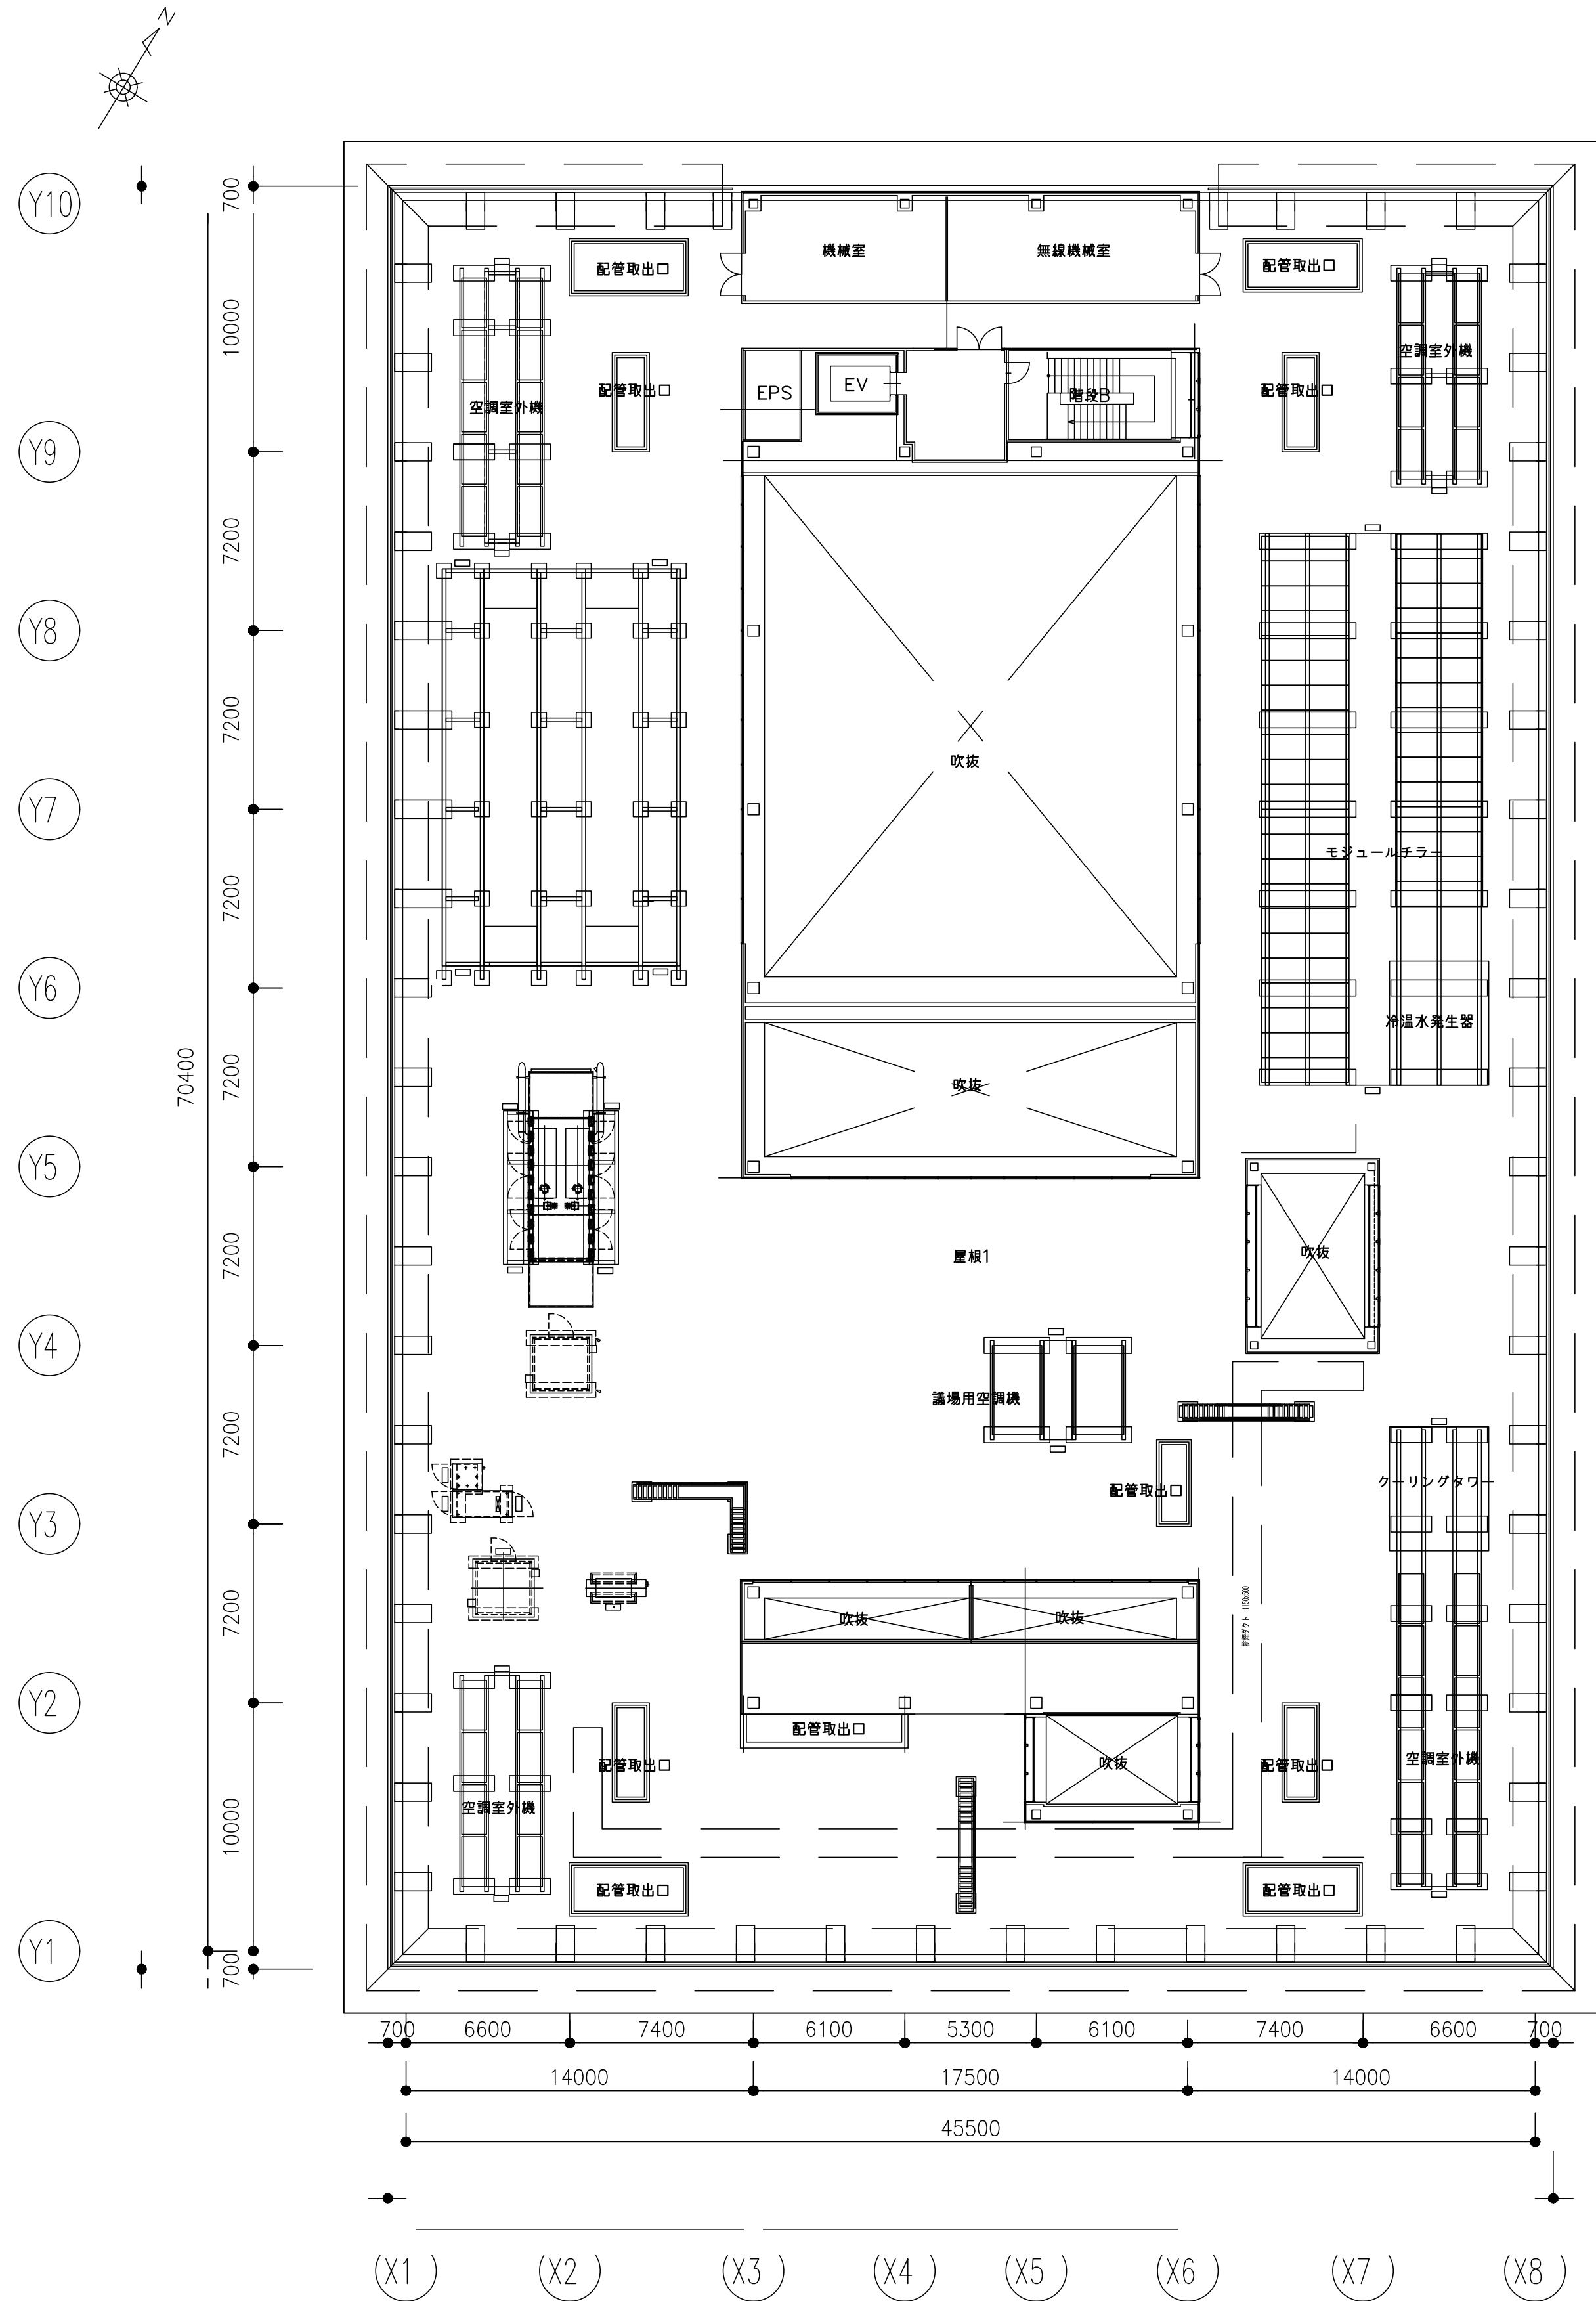 N
Y10
700
機械室
無線機械室
配管取出口
配管取出口
10000
空調室外機
配管取出口
EPS
EV
階段B
配管取出口
空調室外機
Y9
7200
Y8
7200
吹抜
Y7
モジュールチラー
7200
Y6
冷温水発生器
70400
7200
吹抜
Y5
7200
屋根1
吹抜
Y4
議場用空調機
7200
配管取出口
クーリングタワー
Y3
7200
吹抜
吹抜
排煙ダクト 1150x500
Y2
配管取出口
配管取出口
吹抜
配管取出口
空調室外機
10000
空調室外機
配管取出口
配管取出口
Y1
700
700
6600
7400
6100
5300
6100
7400
6600
700
14000
17500
14000
45500
X1
X2
X3
X4
X5
X6
X7
X8